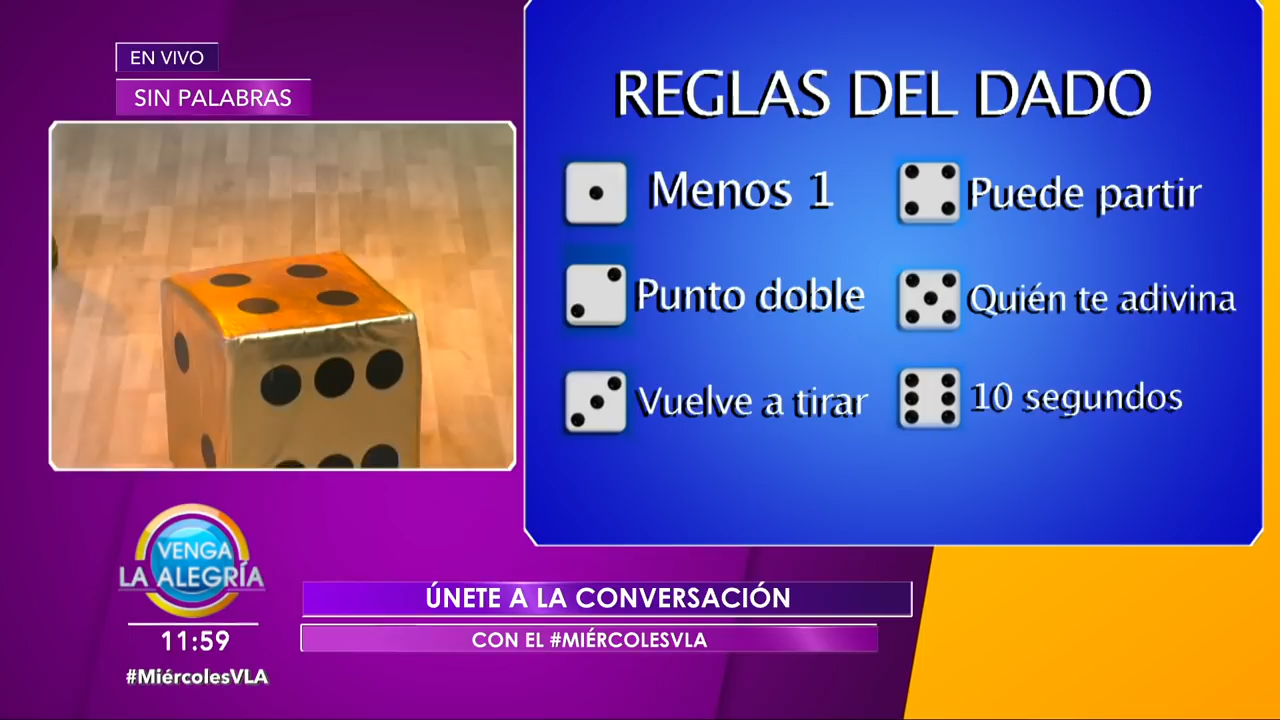 EN VIVO
SIN PALABRAS
REGLAS DEL DADO
Menos 1
Puede partir
Punto doble
Quién te adivina
Vuelve a tirar
10 segundos
VENGA
LA ALEGRÍA
11:59
#MiércolesVLA
ÚNETE A LA CONVERSACIÓN
CON EL #MIÉRCOLESVLA